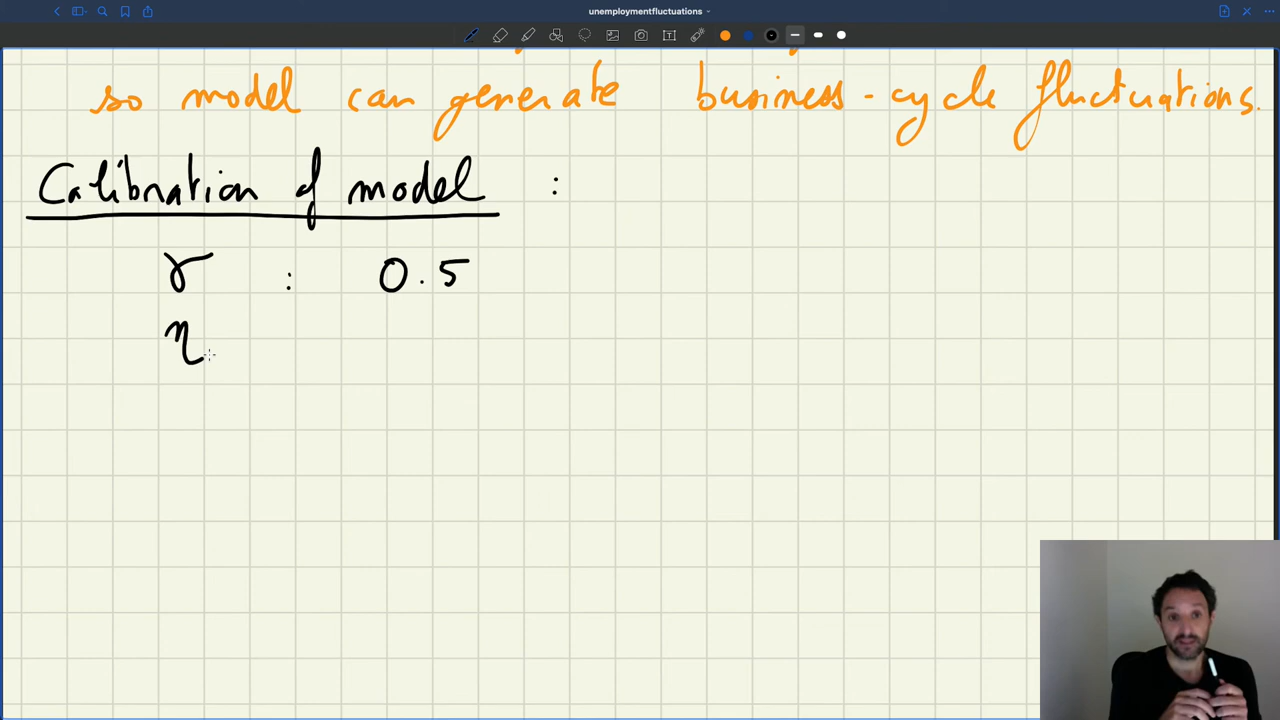 unemploymentfluctuations
so model can generate business-cycle fluctuations.
Calibration of model :
γ : 0.5
η